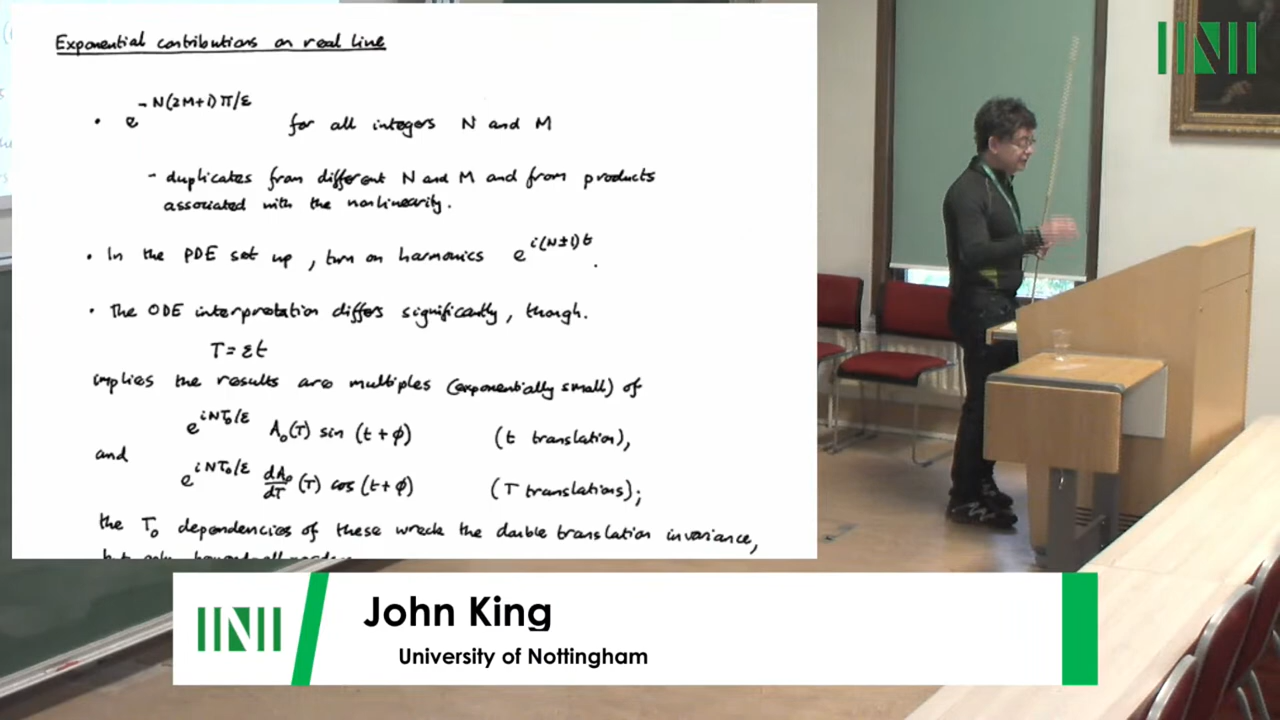 Exponential contributions on real line
• e^{-N(2M+1)π/ε} for all integers N and M
- duplicates from different N and M and from products
associated with the nonlinearity.
• In the PDE set up, turn on harmonics e^{i(N±1)t}.
• The ODE interpretation differs significantly, though.
T = εt
implies the results are multiples (exponentially small) of
e^{iNT₀/ε} A₀(T) sin (t+φ) (t translation),
and
e^{iNT₀/ε} dA₀/dT (T) cos (t+φ) (T translations);
the T₀ dependencies of these wreck the double translation invariance,
but only
John King
University of Nottingham